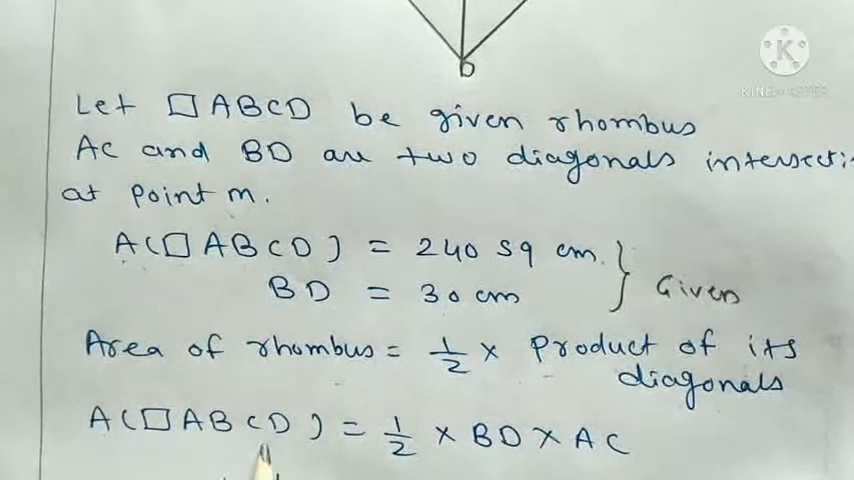 D
Let □ABCD be given rhombus
AC and BD are two diagonals intersecti
at point m.
A(□ABCD) = 240 sq cm.
BD = 30 cm
} Given
Area of rhombus = 1/2 × Product of its
diagonals
A(□ABCD) = 1/2 × BD × AC
K
KINEMASTER